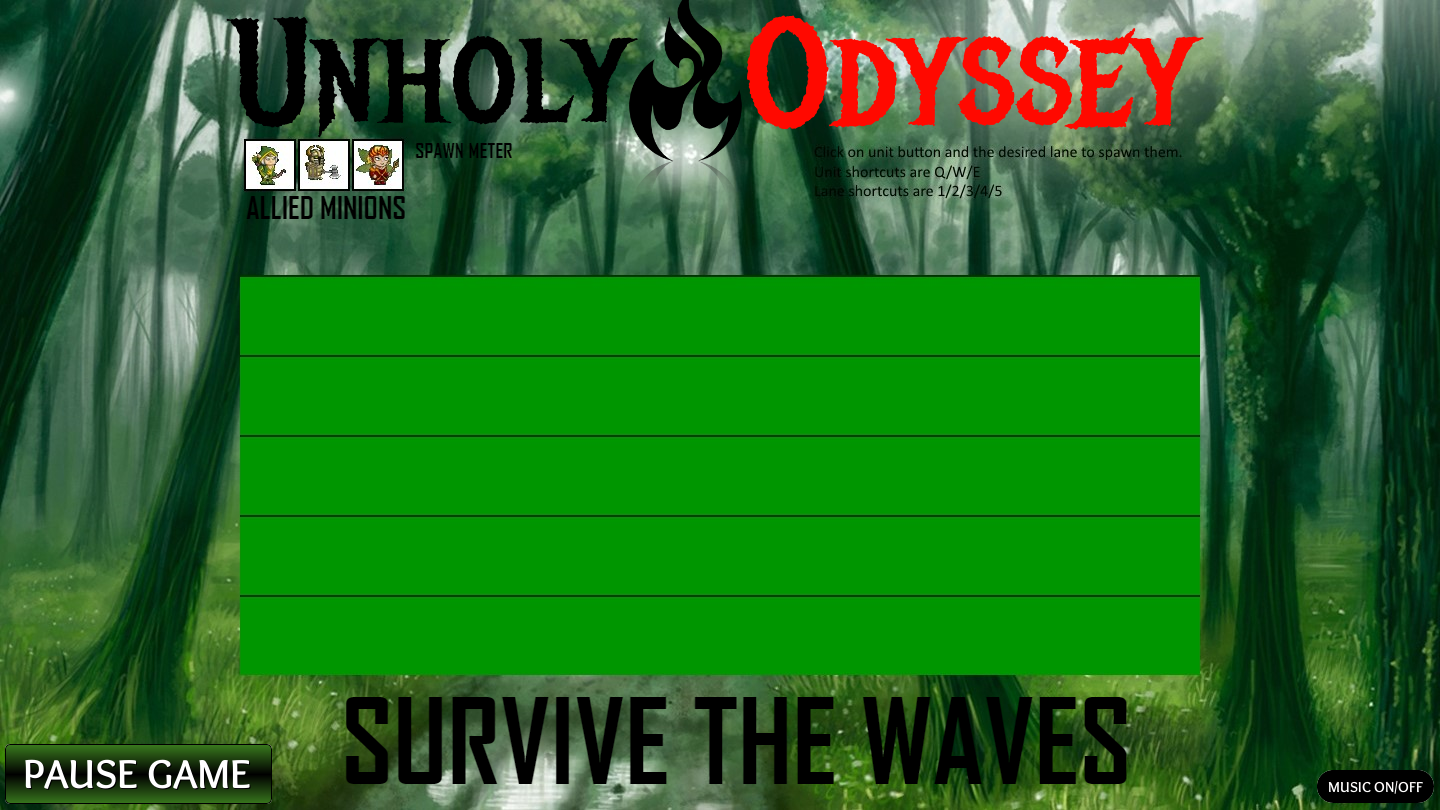 UNHOLY ODYSSEY
SPAWN METER
Click on unit button and the desired lane to spawn them.
Unit shortcuts are Q/W/E
Lane shortcuts are 1/2/3/4/5
ALLIED MINIONS
SURVIVE THE WAVES
PAUSE GAME
MUSIC ON/OFF